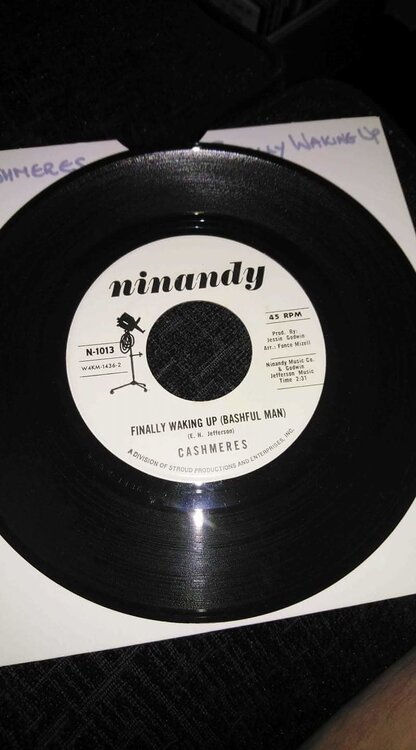 SHMERES
LLY WAKING UP
ninandy
N-1013
W4KM-1436-2
45 RPM
Prod. By:
Jessie Godwin
Arr.: Fonce Mizell
Ninandy Music Co.
& Godwin
Jefferson Music
Time 2:31
FINALLY WAKING UP (BASHFUL MAN)
(E. H. Jefferson)
CASHMERES
A DIVISION OF STROUD PRODUCTIONS AND ENTERPRISES, INC.